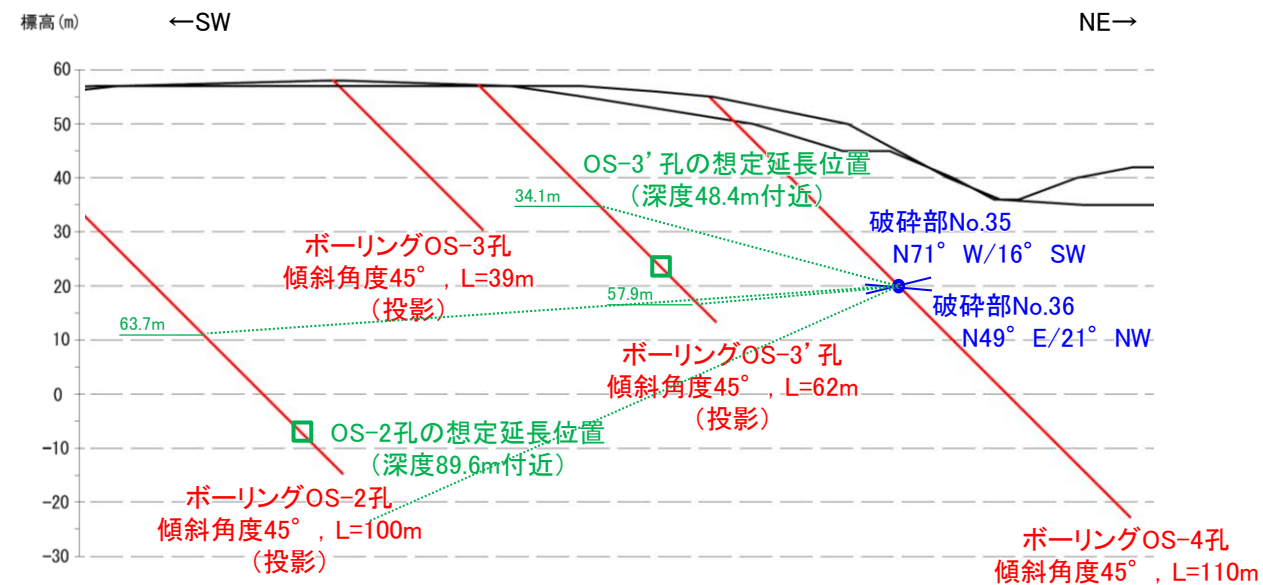 標高(m)
←SW
NE→
60
50
40
30
20
10
0
-10
-20
-30
OS-3’孔の想定延長位置
(深度48.4m付近)
34.1m
破砕部No.35
N71° W/16° SW
ボーリングOS-3孔
傾斜角度45°, L=39m
(投影)
57.9m
63.7m
破砕部No.36
N49° E/21° NW
ボーリングOS-3’孔
傾斜角度45°, L=62m
(投影)
OS-2孔の想定延長位置
(深度89.6m付近)
ボーリングOS-2孔
傾斜角度45°, L=100m
(投影)
ボーリングOS-4孔
傾斜角度45°, L=110m